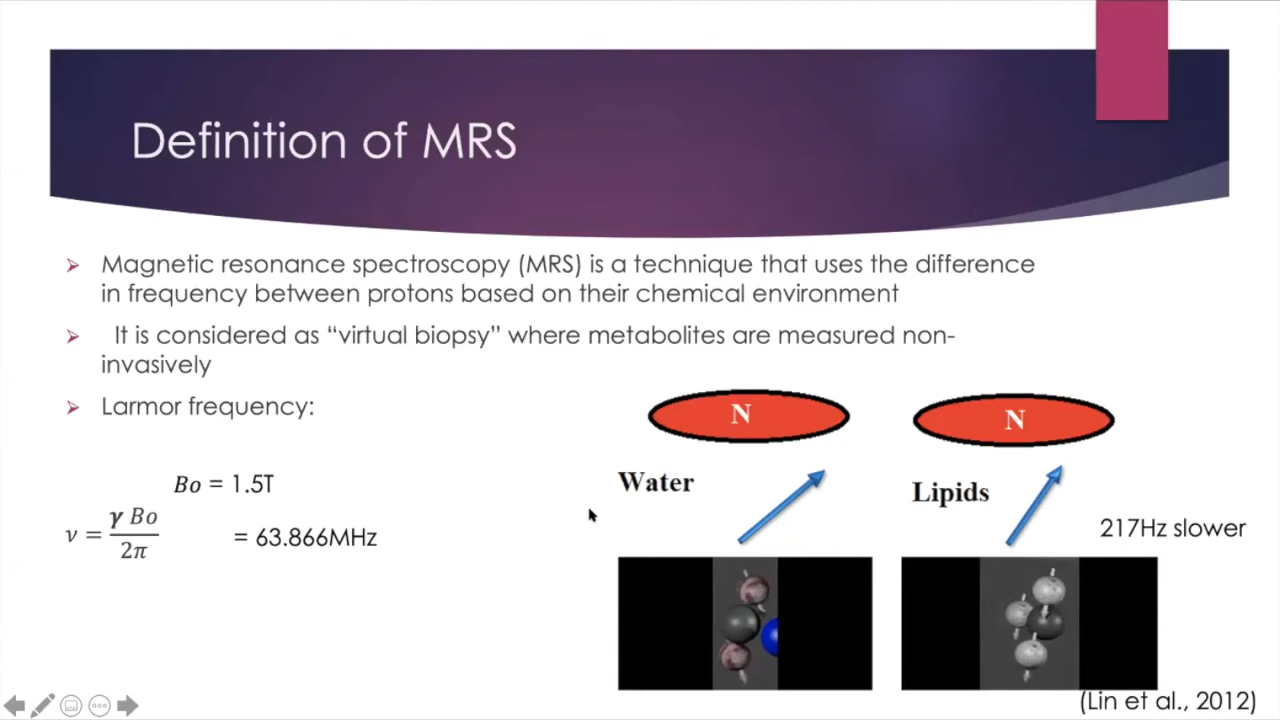 Definition of MRS
Magnetic resonance spectroscopy (MRS) is a technique that uses the difference
in frequency between protons based on their chemical environment
It is considered as “virtual biopsy” where metabolites are measured non-
invasively
Larmor frequency:
Bo = 1.5T
ν = γ Bo / 2π = 63.866MHz
N
N
Water
Lipids
217Hz slower
(Lin et al., 2012)